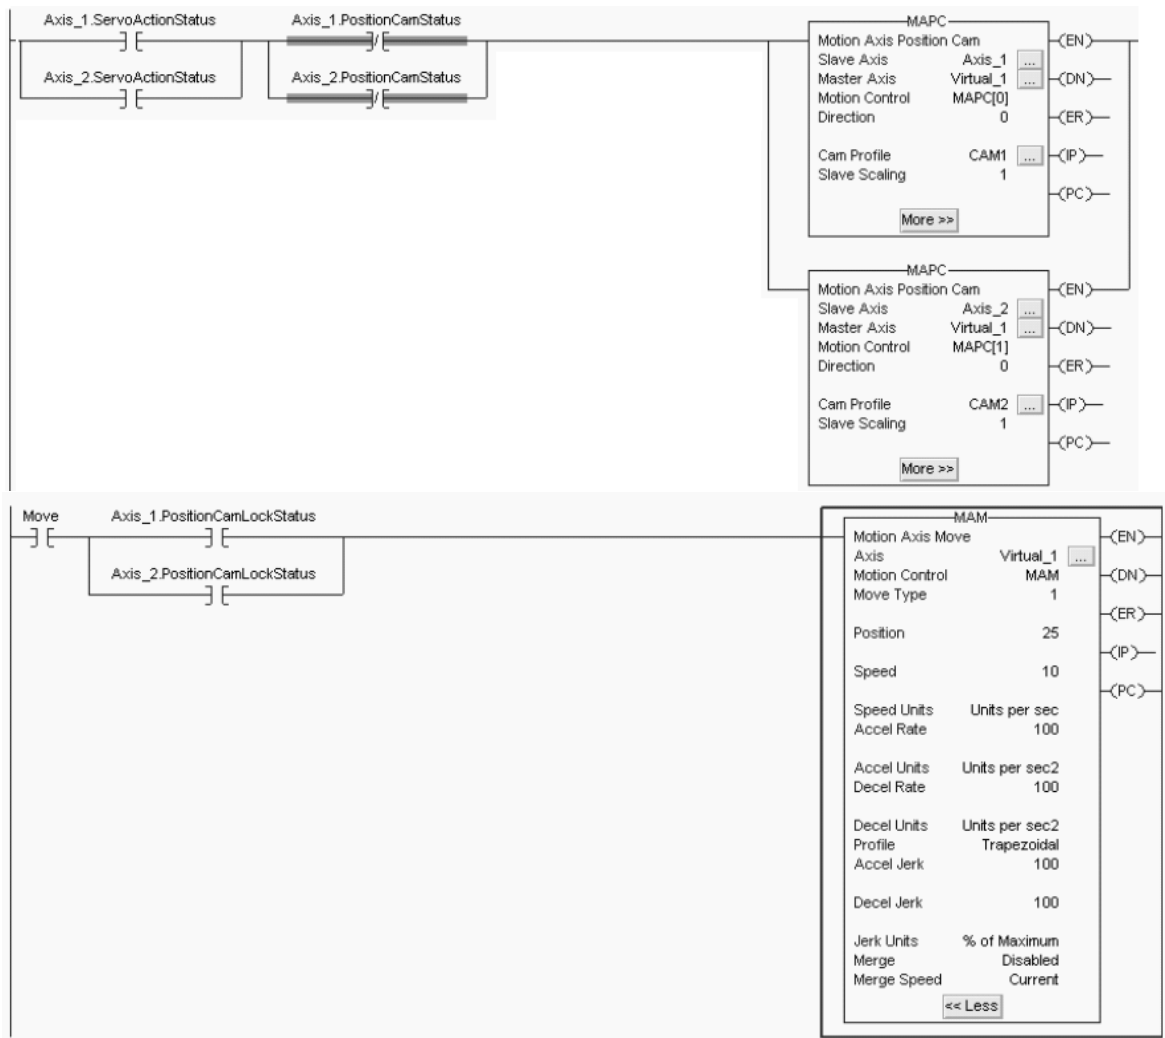 Axis_1.ServoActionStatus
Axis_1.PositionCamStatus
Axis_2.ServoActionStatus
Axis_2.PositionCamStatus
MAPC
Motion Axis Position Cam
Slave Axis Axis_1 ...
Master Axis Virtual_1 ...
Motion Control MAPC[0]
Direction 0
Cam Profile CAM1 ...
Slave Scaling 1
More >>
(EN)
(DN)
(ER)
(IP)
(PC)
MAPC
Motion Axis Position Cam
Slave Axis Axis_2 ...
Master Axis Virtual_1 ...
Motion Control MAPC[1]
Direction 0
Cam Profile CAM2 ...
Slave Scaling 1
More >>
(EN)
(DN)
(ER)
(IP)
(PC)
Move
Axis_1.PositionCamLockStatus
Axis_2.PositionCamLockStatus
MAM
Motion Axis Move
Axis Virtual_1 ...
Motion Control MAM
Move Type 1
Position 25
Speed 10
Speed Units Units per sec
Accel Rate 100
Accel Units Units per sec2
Decel Rate 100
Decel Units Units per sec2
Profile Trapezoidal
Accel Jerk 100
Decel Jerk 100
Jerk Units % of Maximum
Merge Disabled
Merge Speed Current
<< Less
(EN)
(DN)
(ER)
(IP)
(PC)